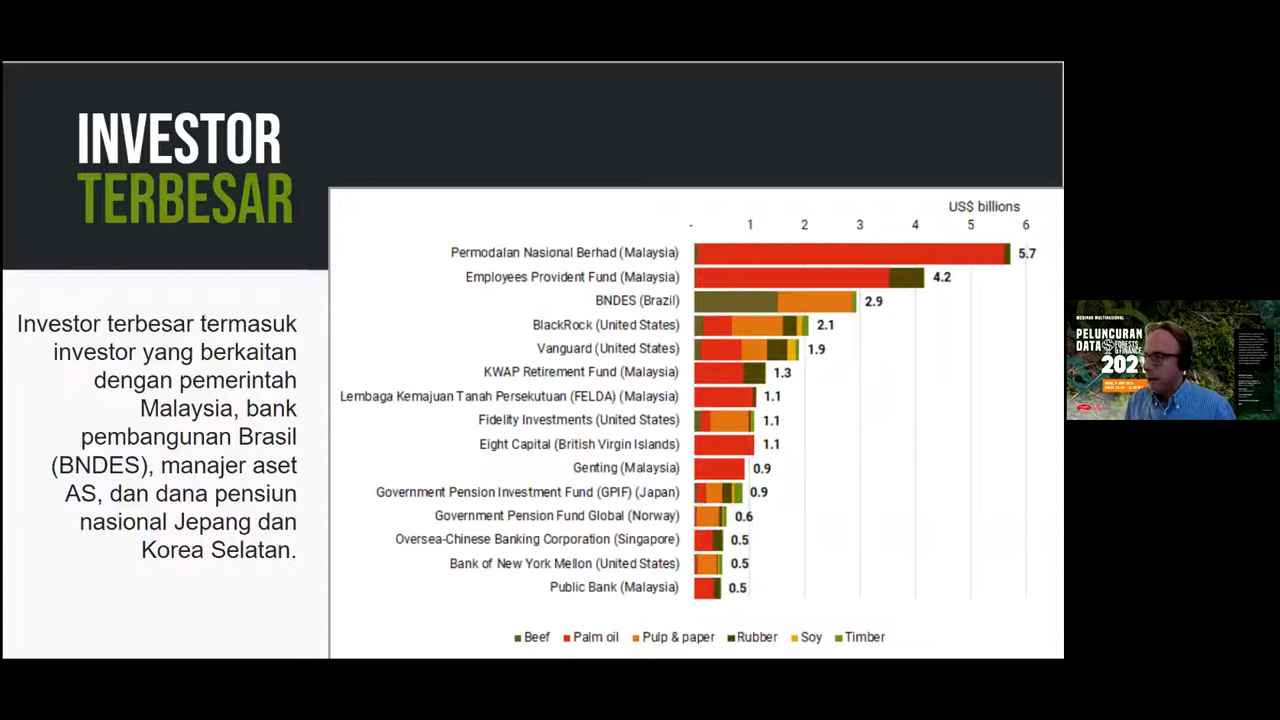 INVESTOR
TERBESAR
Investor terbesar termasuk
investor yang berkaitan
dengan pemerintah
Malaysia, bank
pembangunan Brasil
(BNDES), manajer aset
AS, dan dana pensiun
nasional Jepang dan
Korea Selatan.
US$ billions
- 1 2 3 4 5 6
Permodalan Nasional Berhad (Malaysia) 5.7
Employees Provident Fund (Malaysia) 4.2
BNDES (Brazil) 2.9
BlackRock (United States) 2.1
Vanguard (United States) 1.9
KWAP Retirement Fund (Malaysia) 1.3
Lembaga Kemajuan Tanah Persekutuan (FELDA) (Malaysia) 1.1
Fidelity Investments (United States) 1.1
Eight Capital (British Virgin Islands) 1.1
Genting (Malaysia) 0.9
Government Pension Investment Fund (GPIF) (Japan) 0.9
Government Pension Fund Global (Norway) 0.6
Oversea-Chinese Banking Corporation (Singapore) 0.5
Bank of New York Mellon (United States) 0.5
Public Bank (Malaysia) 0.5
Beef Palm oil Pulp & paper Rubber Soy Timber
WEBINAR MULTINASIONAL
PELUNCURAN
DATA FORESTS & FINANCE
202